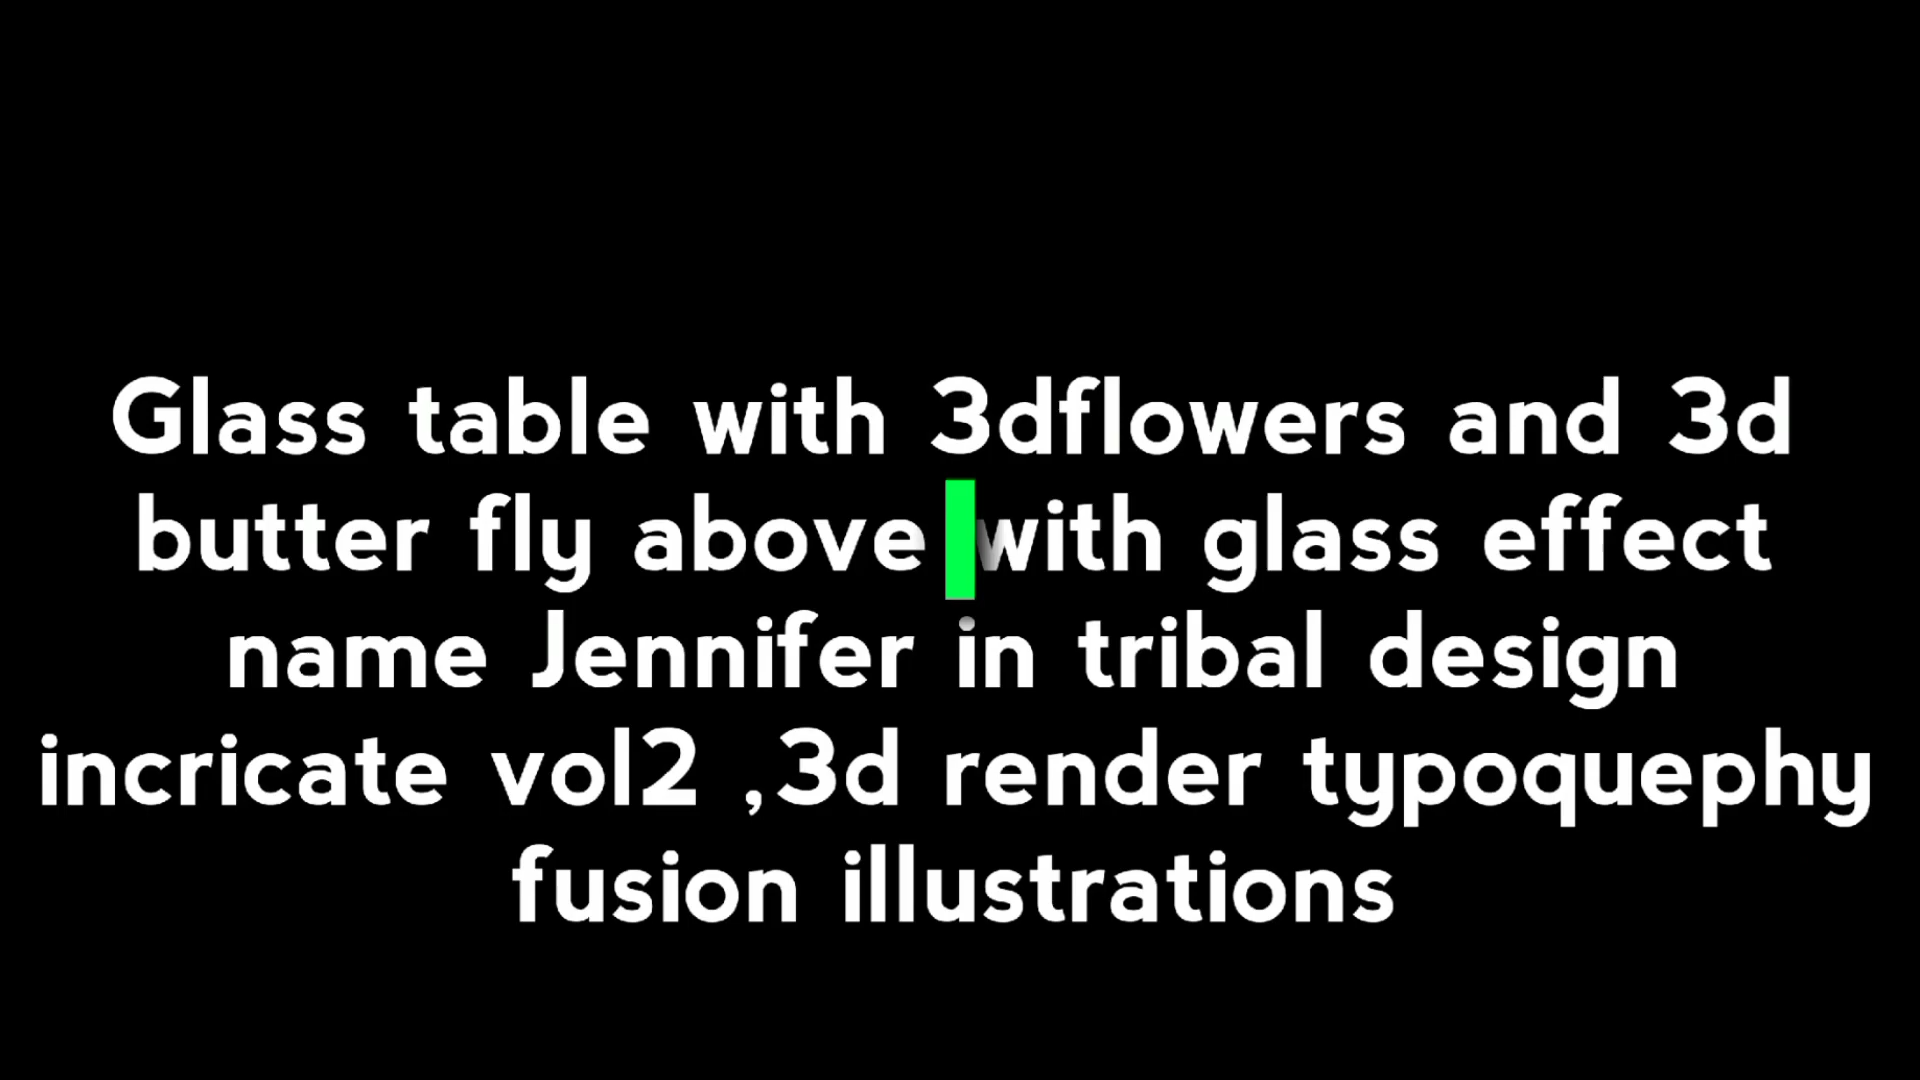 Glass table with 3dflowers and 3d
butter fly above with glass effect
name Jennifer in tribal design
incricate vol2 ,3d render typoquephy
fusion illustrations